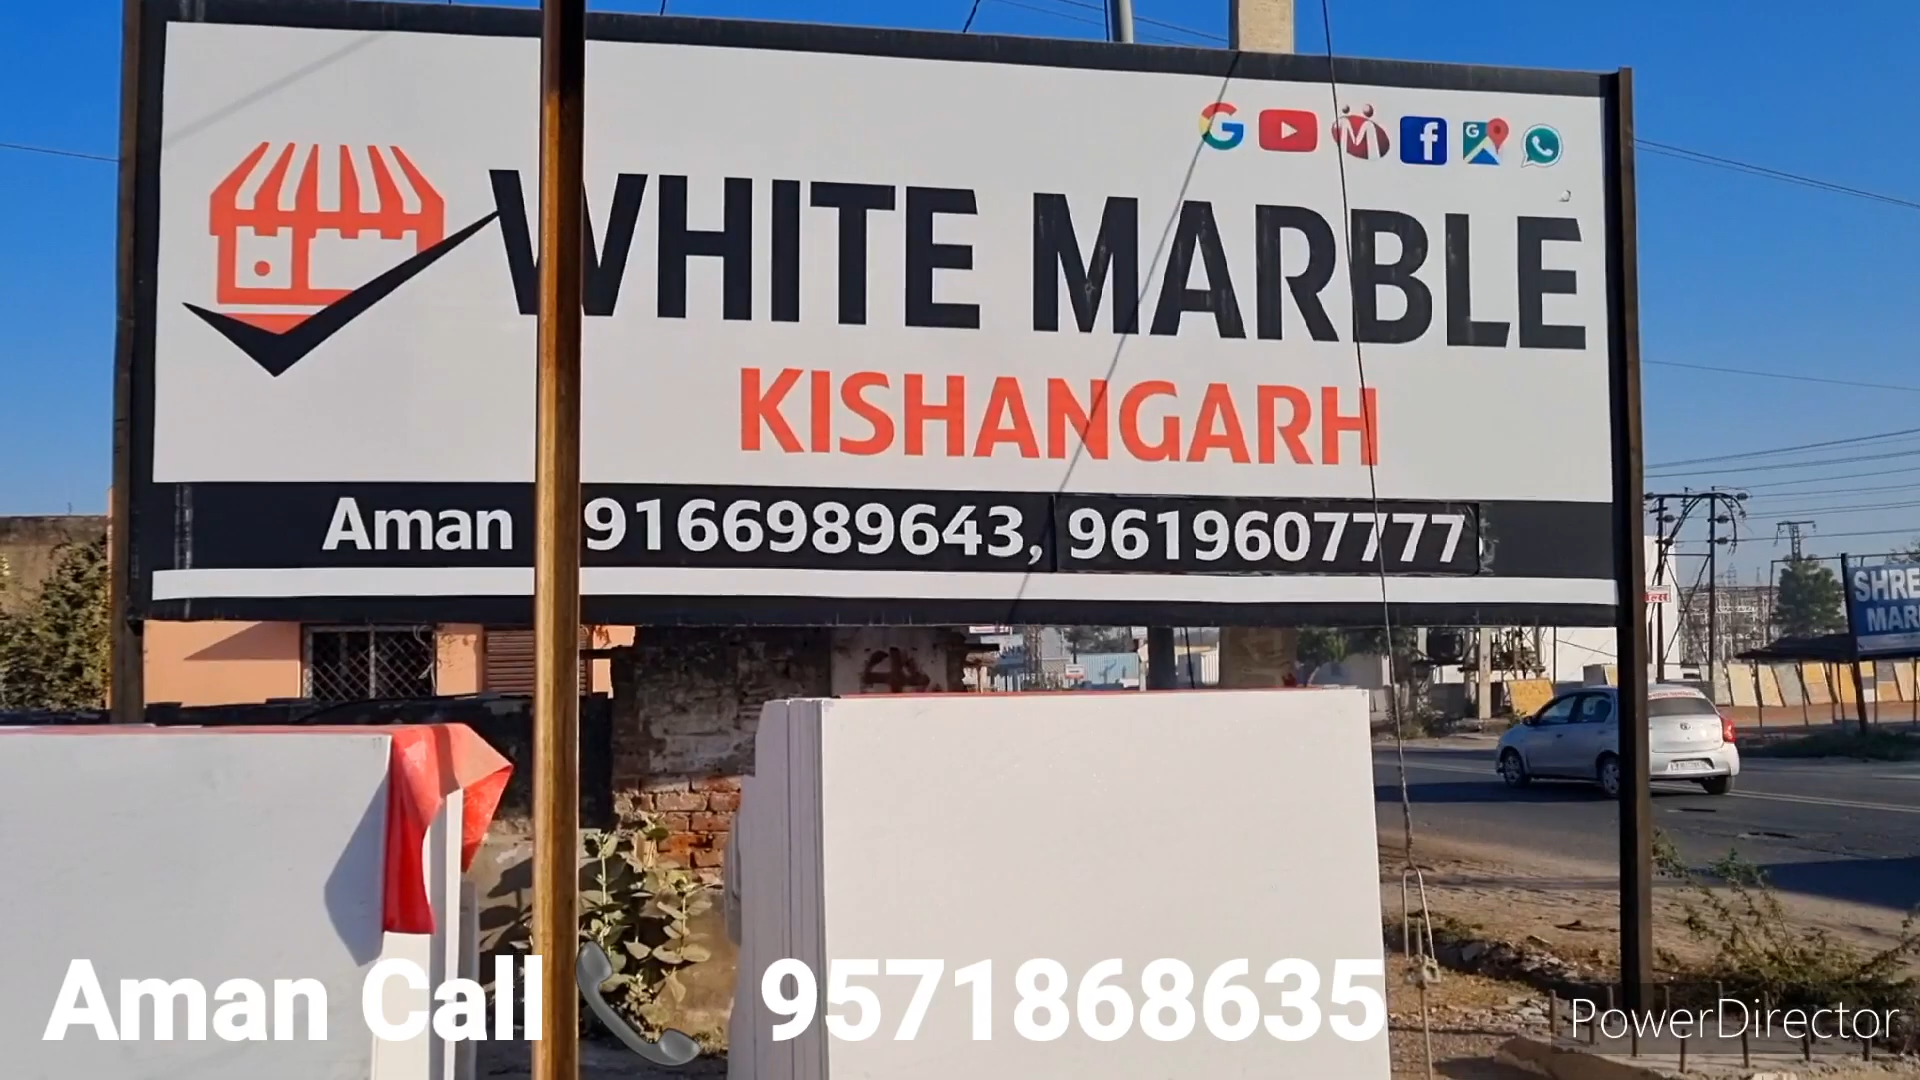 WHITE MARBLE
KISHANGARH
Aman 9166989643, 9619607777
SHRE
MAR
Aman Call 9571868635
PowerDirector